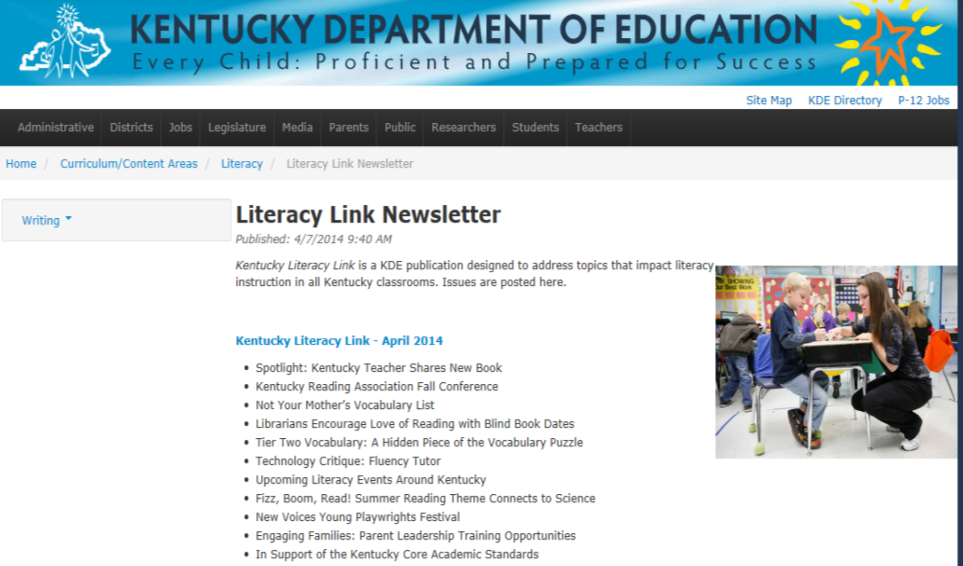 KENTUCKY DEPARTMENT OF EDUCATION
Every Child: Proficient and Prepared for Success
Site Map KDE Directory P-12 Jobs
Administrative Districts Jobs Legislature Media Parents Public Researchers Students Teachers
Home / Curriculum/Content Areas / Literacy / Literacy Link Newsletter
Writing
Literacy Link Newsletter
Published: 4/7/2014 9:40 AM
Kentucky Literacy Link is a KDE publication designed to address topics that impact literacy
instruction in all Kentucky classrooms. Issues are posted here.
SHOWING
Our Best Work
Kentucky Literacy Link - April 2014
• Spotlight: Kentucky Teacher Shares New Book
• Kentucky Reading Association Fall Conference
• Not Your Mother's Vocabulary List
• Librarians Encourage Love of Reading with Blind Book Dates
• Tier Two Vocabulary: A Hidden Piece of the Vocabulary Puzzle
• Technology Critique: Fluency Tutor
• Upcoming Literacy Events Around Kentucky
• Fizz, Boom, Read! Summer Reading Theme Connects to Science
• New Voices Young Playwrights Festival
• Engaging Families: Parent Leadership Training Opportunities
• In Support of the Kentucky Core Academic Standards